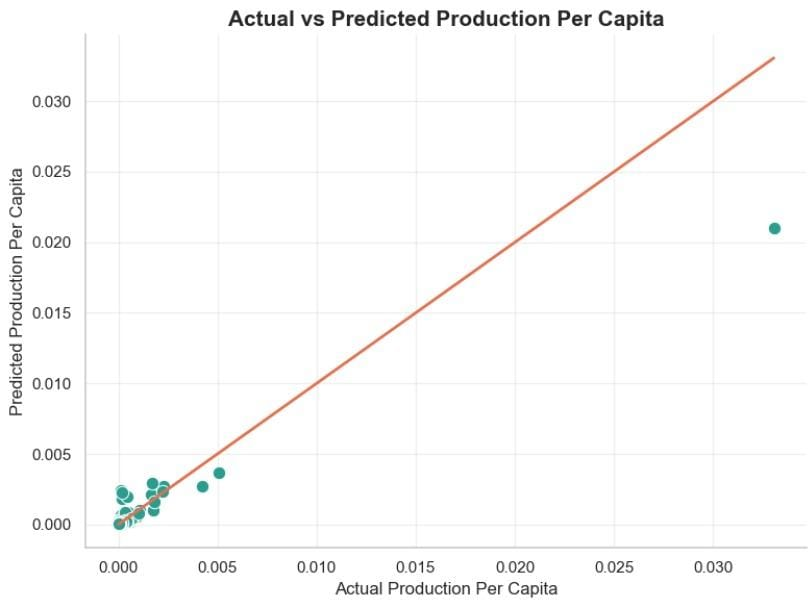 Actual vs Predicted Production Per Capita
Predicted Production Per Capita
0.030
0.025
0.020
0.015
0.010
0.005
0.000
0.000 0.005 0.010 0.015 0.020 0.025 0.030
Actual Production Per Capita